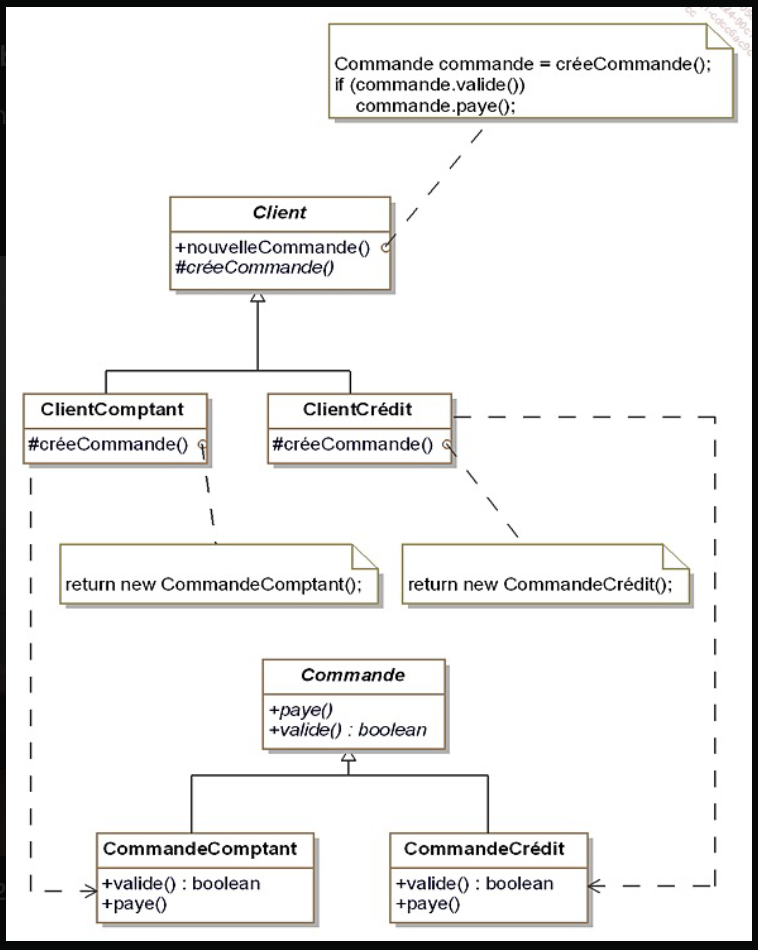 Commande commande = créeCommande();
if (commande.valide())
commande.paye();
Client
+nouvelleCommande()
#créeCommande()
ClientComptant
#créeCommande()
ClientCrédit
#créeCommande()
return new CommandeComptant();
return new CommandeCrédit();
Commande
+paye()
+valide() : boolean
CommandeComptant
+valide() : boolean
+paye()
CommandeCrédit
+valide() : boolean
+paye()